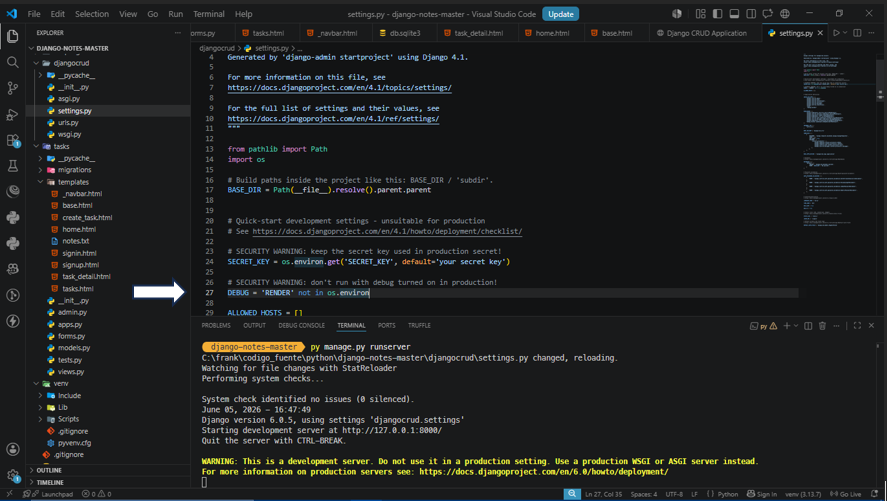 File Edit Selection View Go Run Terminal Help
settings.py - django-notes-master - Visual Studio Code
Update
EXPLORER
DJANGO-NOTES-MASTER
djangocrud
__pycache__
__init__.py
asgi.py
settings.py
urls.py
wsgi.py
tasks
__pycache__
migrations
templates
_navbar.html
base.html
create_task.html
home.html
notes.txt
signin.html
signup.html
task_detail.html
tasks.html
__init__.py
admin.py
apps.py
forms.py
models.py
tests.py
views.py
venv
Include
Lib
Scripts
.gitignore
pyvenv.cfg
.gitignore
OUTLINE
TIMELINE
orms.py
tasks.html
_navbar.html
db.sqlite3
task_detail.html
home.html
base.html
Django CRUD Application
settings.py
djangocrud > settings.py > ...
4 Generated by 'django-admin startproject' using Django 4.1.
5
6 For more information on this file, see
7 https://docs.djangoproject.com/en/4.1/topics/settings/
8
9 For the full list of settings and their values, see
10 https://docs.djangoproject.com/en/4.1/ref/settings/
11 """
12
13 from pathlib import Path
14 import os
15
16 # Build paths inside the project like this: BASE_DIR / 'subdir'.
17 BASE_DIR = Path(__file__).resolve().parent.parent
18
19
20 # Quick-start development settings - unsuitable for production
21 # See https://docs.djangoproject.com/en/4.1/howto/deployment/checklist/
22
23 # SECURITY WARNING: keep the secret key used in production secret!
24 SECRET_KEY = os.environ.get('SECRET_KEY', default='your secret key')
25
26 # SECURITY WARNING: don't run with debug turned on in production!
27 DEBUG = 'RENDER' not in os.environ
28
29 ALLOWED_HOSTS = []
PROBLEMS OUTPUT DEBUG CONSOLE TERMINAL PORTS TRUFFLE
py
django-notes-master py manage.py runserver
C:\frank\codigo_fuente\python\django-notes-master\djangocrud\settings.py changed, reloading.
Watching for file changes with StatReloader
Performing system checks...
System check identified no issues (0 silenced).
June 05, 2026 - 16:47:49
Django version 6.0.5, using settings 'djangocrud.settings'
Starting development server at http://127.0.0.1:8000/
Quit the server with CTRL-BREAK.
WARNING: This is a development server. Do not use it in a production setting. Use a production WSGI or ASGI server instead.
For more information on production servers see: https://docs.djangoproject.com/en/6.0/howto/deployment/
Launchpad 0 0 Ln 27, Col 35 Spaces: 4 UTF-8 LF Python Sign in venv (3.13.7) Go Live